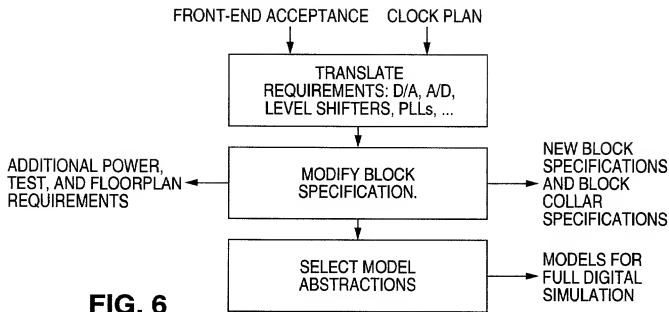 FRONT-END ACCEPTANCE
CLOCK PLAN
TRANSLATE
REQUIREMENTS: D/A, A/D,
LEVEL SHIFTERS, PLLs, ...
ADDITIONAL POWER,
TEST, AND FLOORPLAN
REQUIREMENTS
MODIFY BLOCK
SPECIFICATION.
NEW BLOCK
SPECIFICATIONS
AND BLOCK
COLLAR
SPECIFICATIONS
SELECT MODEL
ABSTRACTIONS
MODELS FOR
FULL DIGITAL
SIMULATION
FIG. 6